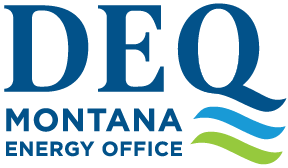 DEQ
MONTANA
ENERGY OFFICE